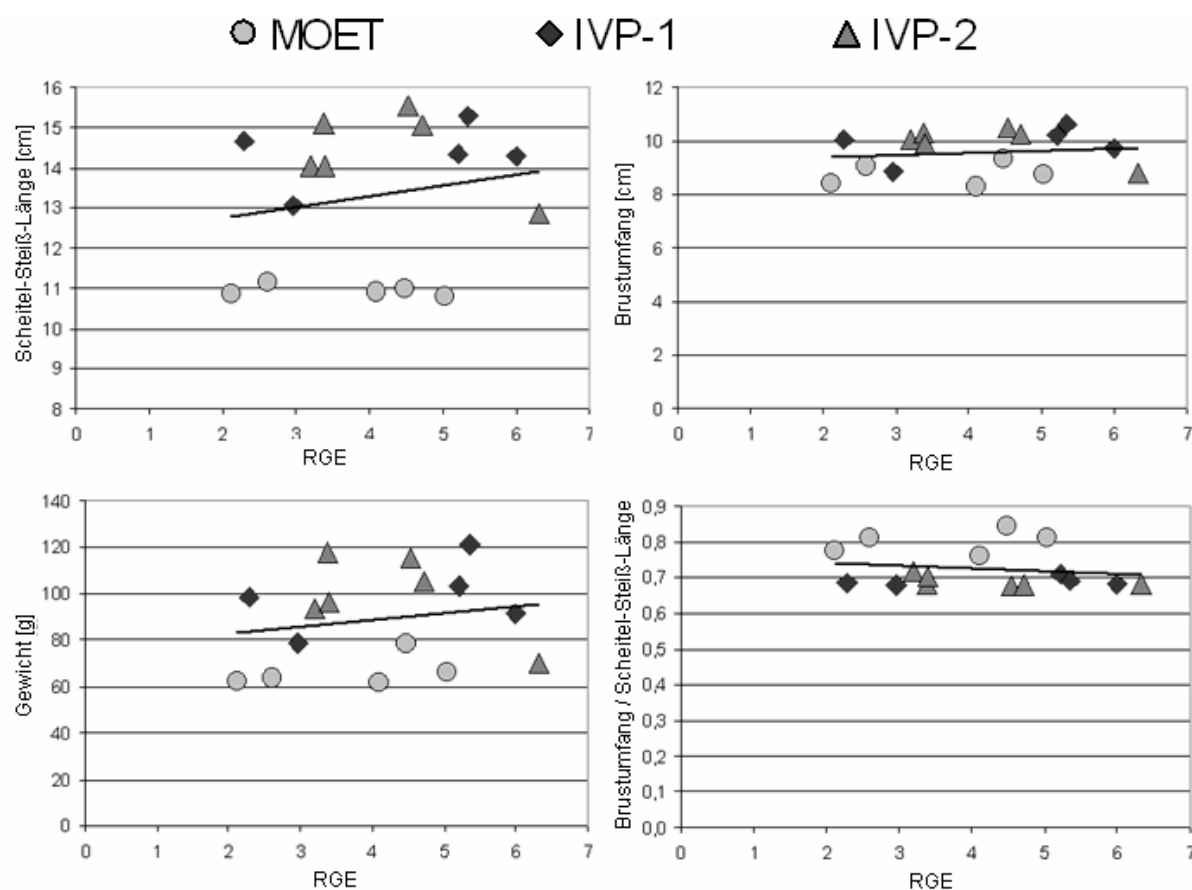 MOET IVP-1 IVP-2
Scheitel-Steiß-Länge [cm]
16
15
14
13
12
11
10
9
8
0 1 2 3 4 5 6 7
RGE
Brustumfang [cm]
12
10
8
6
4
2
0
0 1 2 3 4 5 6 7
RGE
Gewicht [g]
140
120
100
80
60
40
20
0
0 1 2 3 4 5 6 7
RGE
Brustumfang / Scheitel-Steiß-Länge
0,9
0,8
0,7
0,6
0,5
0,4
0,3
0,2
0,1
0,0
0 1 2 3 4 5 6 7
RGE